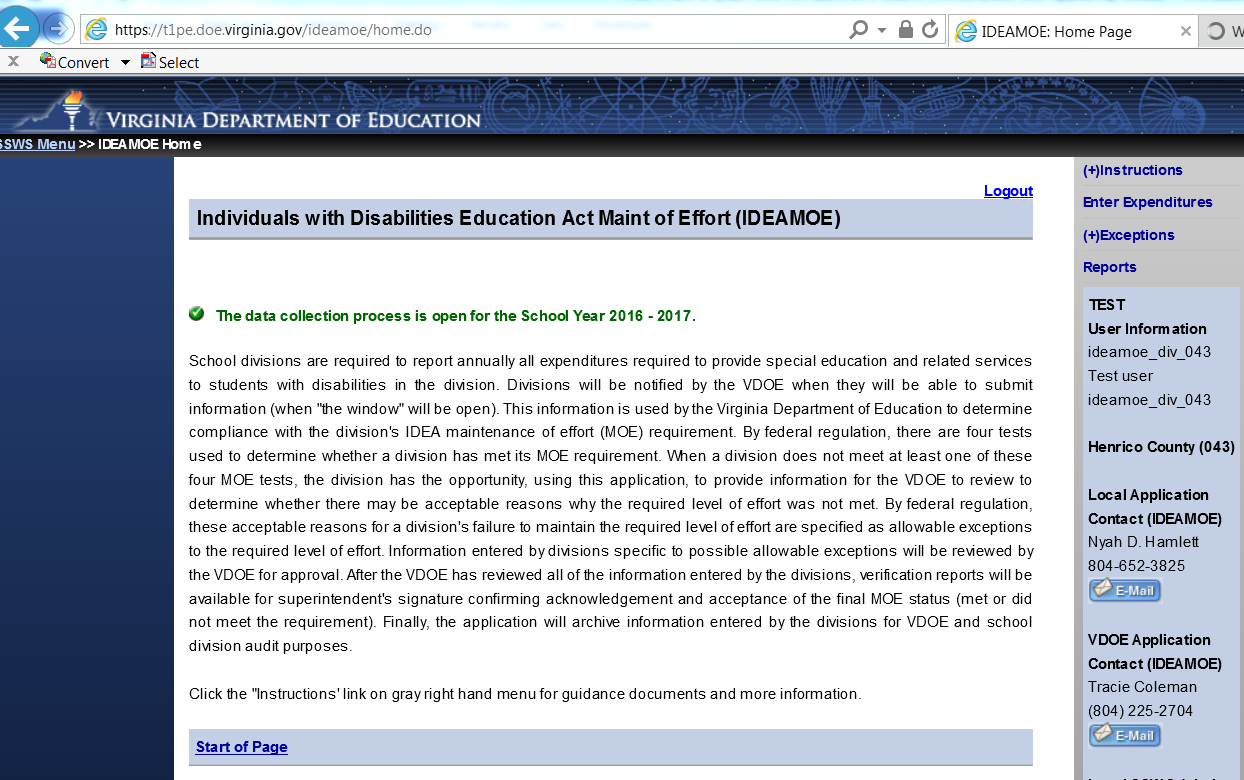 https://t1pe.doe.virginia.gov/ideamoe/home.do
IDEAMOE: Home Page
W
x Convert Select
VIRGINIA DEPARTMENT OF EDUCATION
SSWS Menu >> IDEAMOE Home
Logout
Individuals with Disabilities Education Act Maint of Effort (IDEAMOE)
The data collection process is open for the School Year 2016 - 2017.
School divisions are required to report annually all expenditures required to provide special education and related services
to students with disabilities in the division. Divisions will be notified by the VDOE when they will be able to submit
information (when "the window" will be open). This information is used by the Virginia Department of Education to determine
compliance with the division's IDEA maintenance of effort (MOE) requirement. By federal regulation, there are four tests
used to determine whether a division has met its MOE requirement. When a division does not meet at least one of these
four MOE tests, the division has the opportunity, using this application, to provide information for the VDOE to review to
determine whether there may be acceptable reasons why the required level of effort was not met. By federal regulation,
these acceptable reasons for a division's failure to maintain the required level of effort are specified as allowable exceptions
to the required level of effort. Information entered by divisions specific to possible allowable exceptions will be reviewed by
the VDOE for approval. After the VDOE has reviewed all of the information entered by the divisions, verification reports will be
available for superintendent's signature confirming acknowledgement and acceptance of the final MOE status (met or did
not meet the requirement). Finally, the application will archive information entered by the divisions for VDOE and school
division audit purposes.
Click the "Instructions' link on gray right hand menu for guidance documents and more information.
Start of Page
(+)Instructions
Enter Expenditures
(+)Exceptions
Reports
TEST
User Information
ideamoe_div_043
Test user
ideamoe_div_043
Henrico County (043)
Local Application
Contact (IDEAMOE)
Nyah D. Hamlett
804-652-3825
E-Mail
VDOE Application
Contact (IDEAMOE)
Tracie Coleman
(804) 225-2704
E-Mail